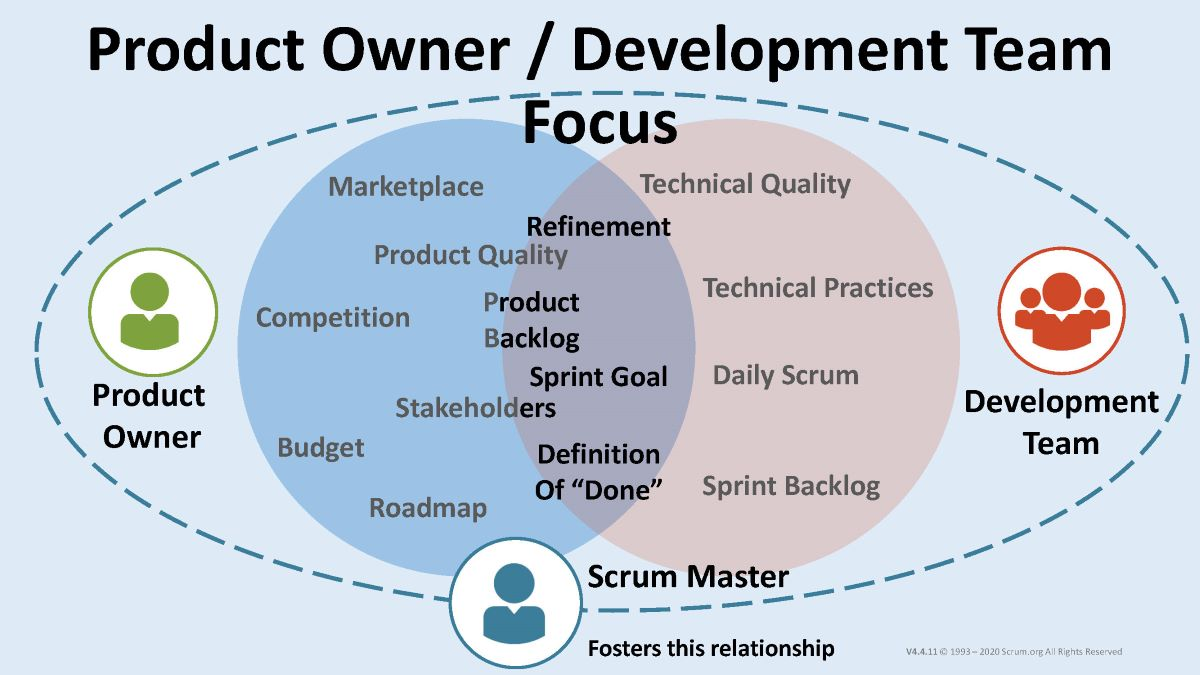 Product Owner / Development Team
Focus
Marketplace
Technical Quality
Refinement
Product Quality
Technical Practices
Product
Backlog
Competition
Sprint Goal
Daily Scrum
Product
Owner
Stakeholders
Development
Team
Budget
Definition
Of “Done”
Sprint Backlog
Roadmap
Scrum Master
Fosters this relationship
V4.4.11 © 1993 – 2020 Scrum.org All Rights Reserved